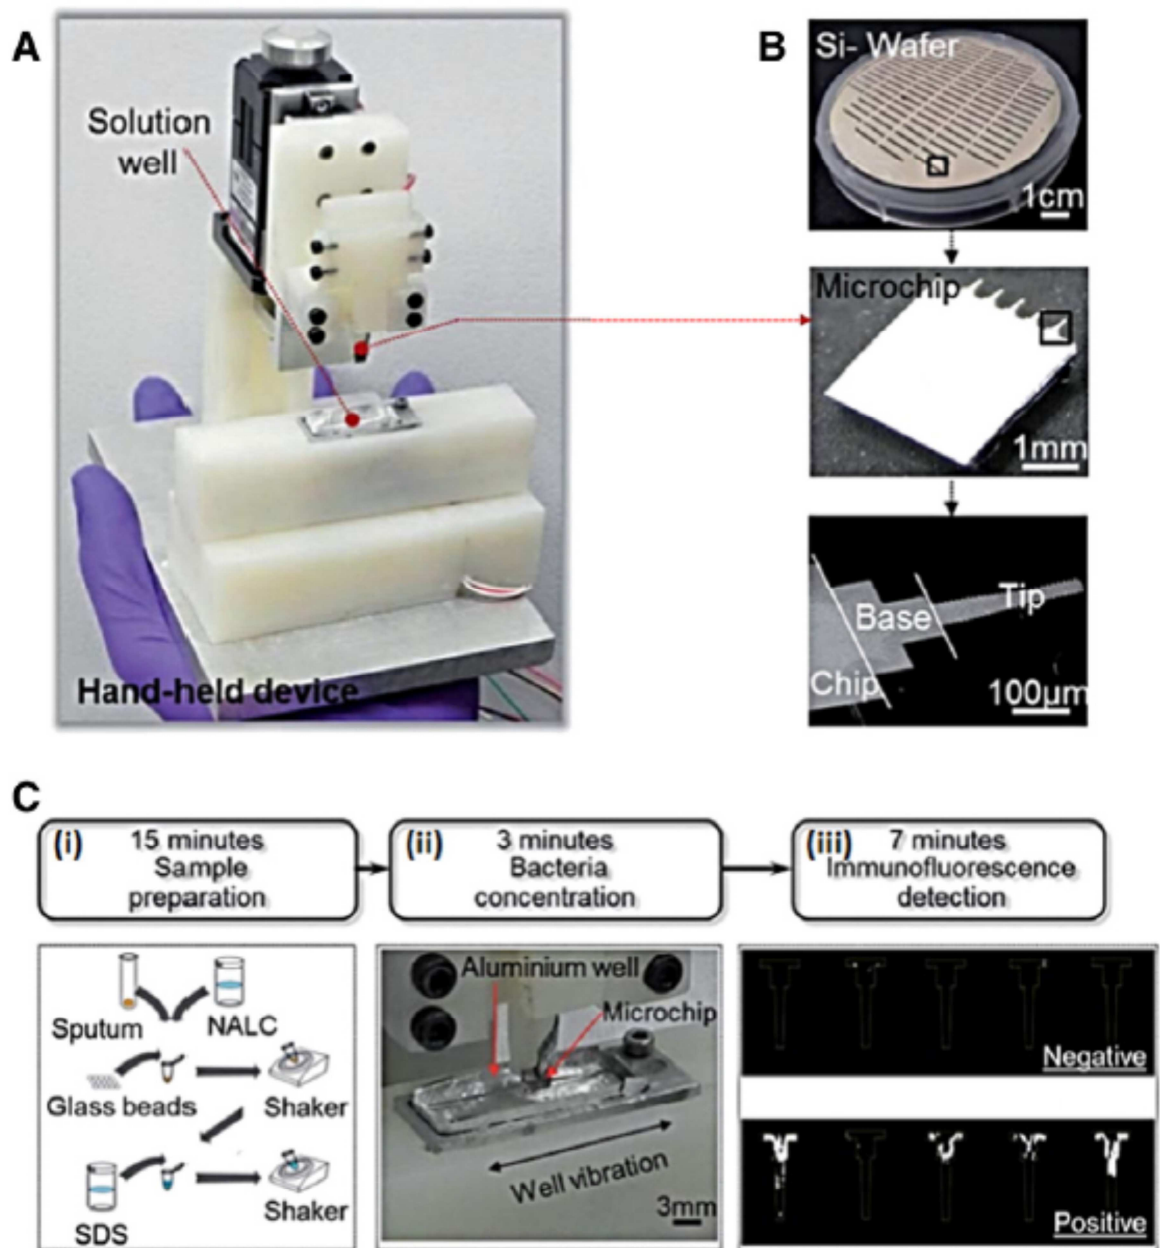 A
Solution
well
Hand-held device
B
Si- Wafer
1cm
Microchip
1mm
Base
Tip
Chip
100μm
C
(i) 15 minutes
Sample
preparation
(ii) 3 minutes
Bacteria
concentration
(iii) 7 minutes
Immunofluorescence
detection
Sputum
NALC
Glass beads
Shaker
SDS
Shaker
Aluminium well
Microchip
Well vibration
3mm
Negative
Positive